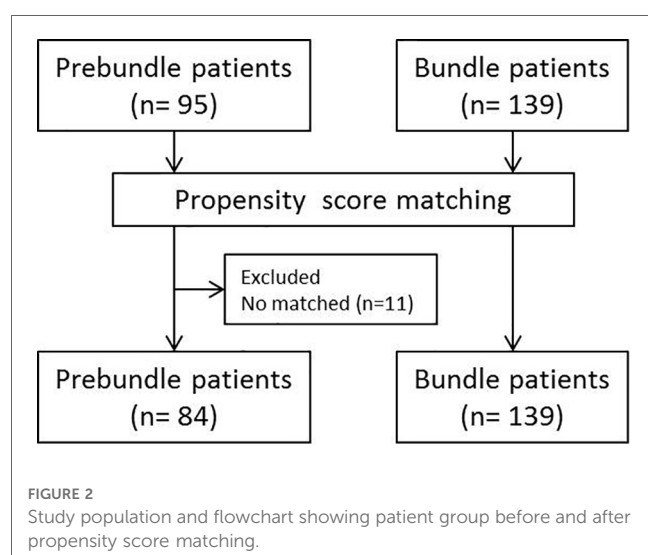 Prebundle patients
(n= 95)
Bundle patients
(n= 139)
Propensity score matching
Excluded
No matched (n=11)
Prebundle patients
(n= 84)
Bundle patients
(n= 139)
FIGURE 2
Study population and flowchart showing patient group before and after
propensity score matching.